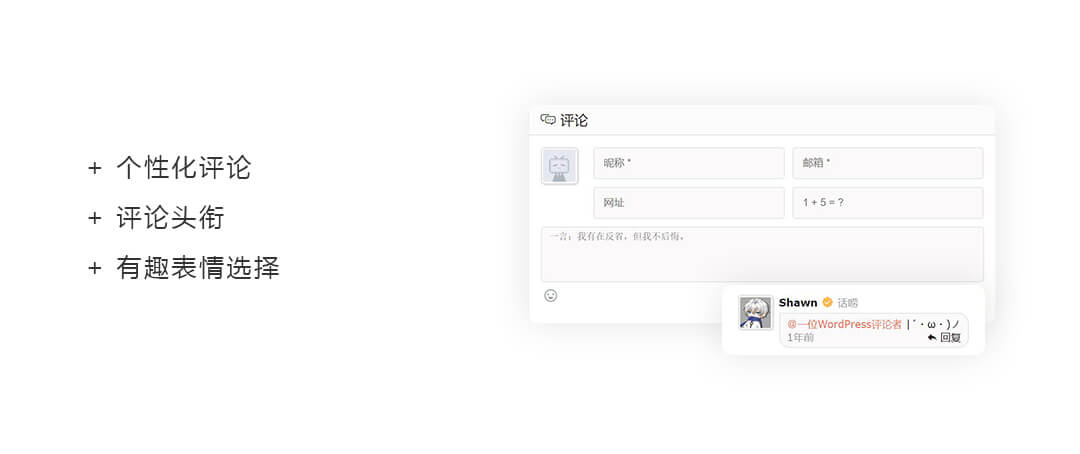 + 个性化评论
+ 评论头衔
+ 有趣表情选择
评论
昵称 *
邮箱 *
网址
1 + 5 = ?
一言：我有在反省，但我不后悔。
Shawn 话唠
@一位WordPress评论者 |´・ω・)ノ
1年前
回复